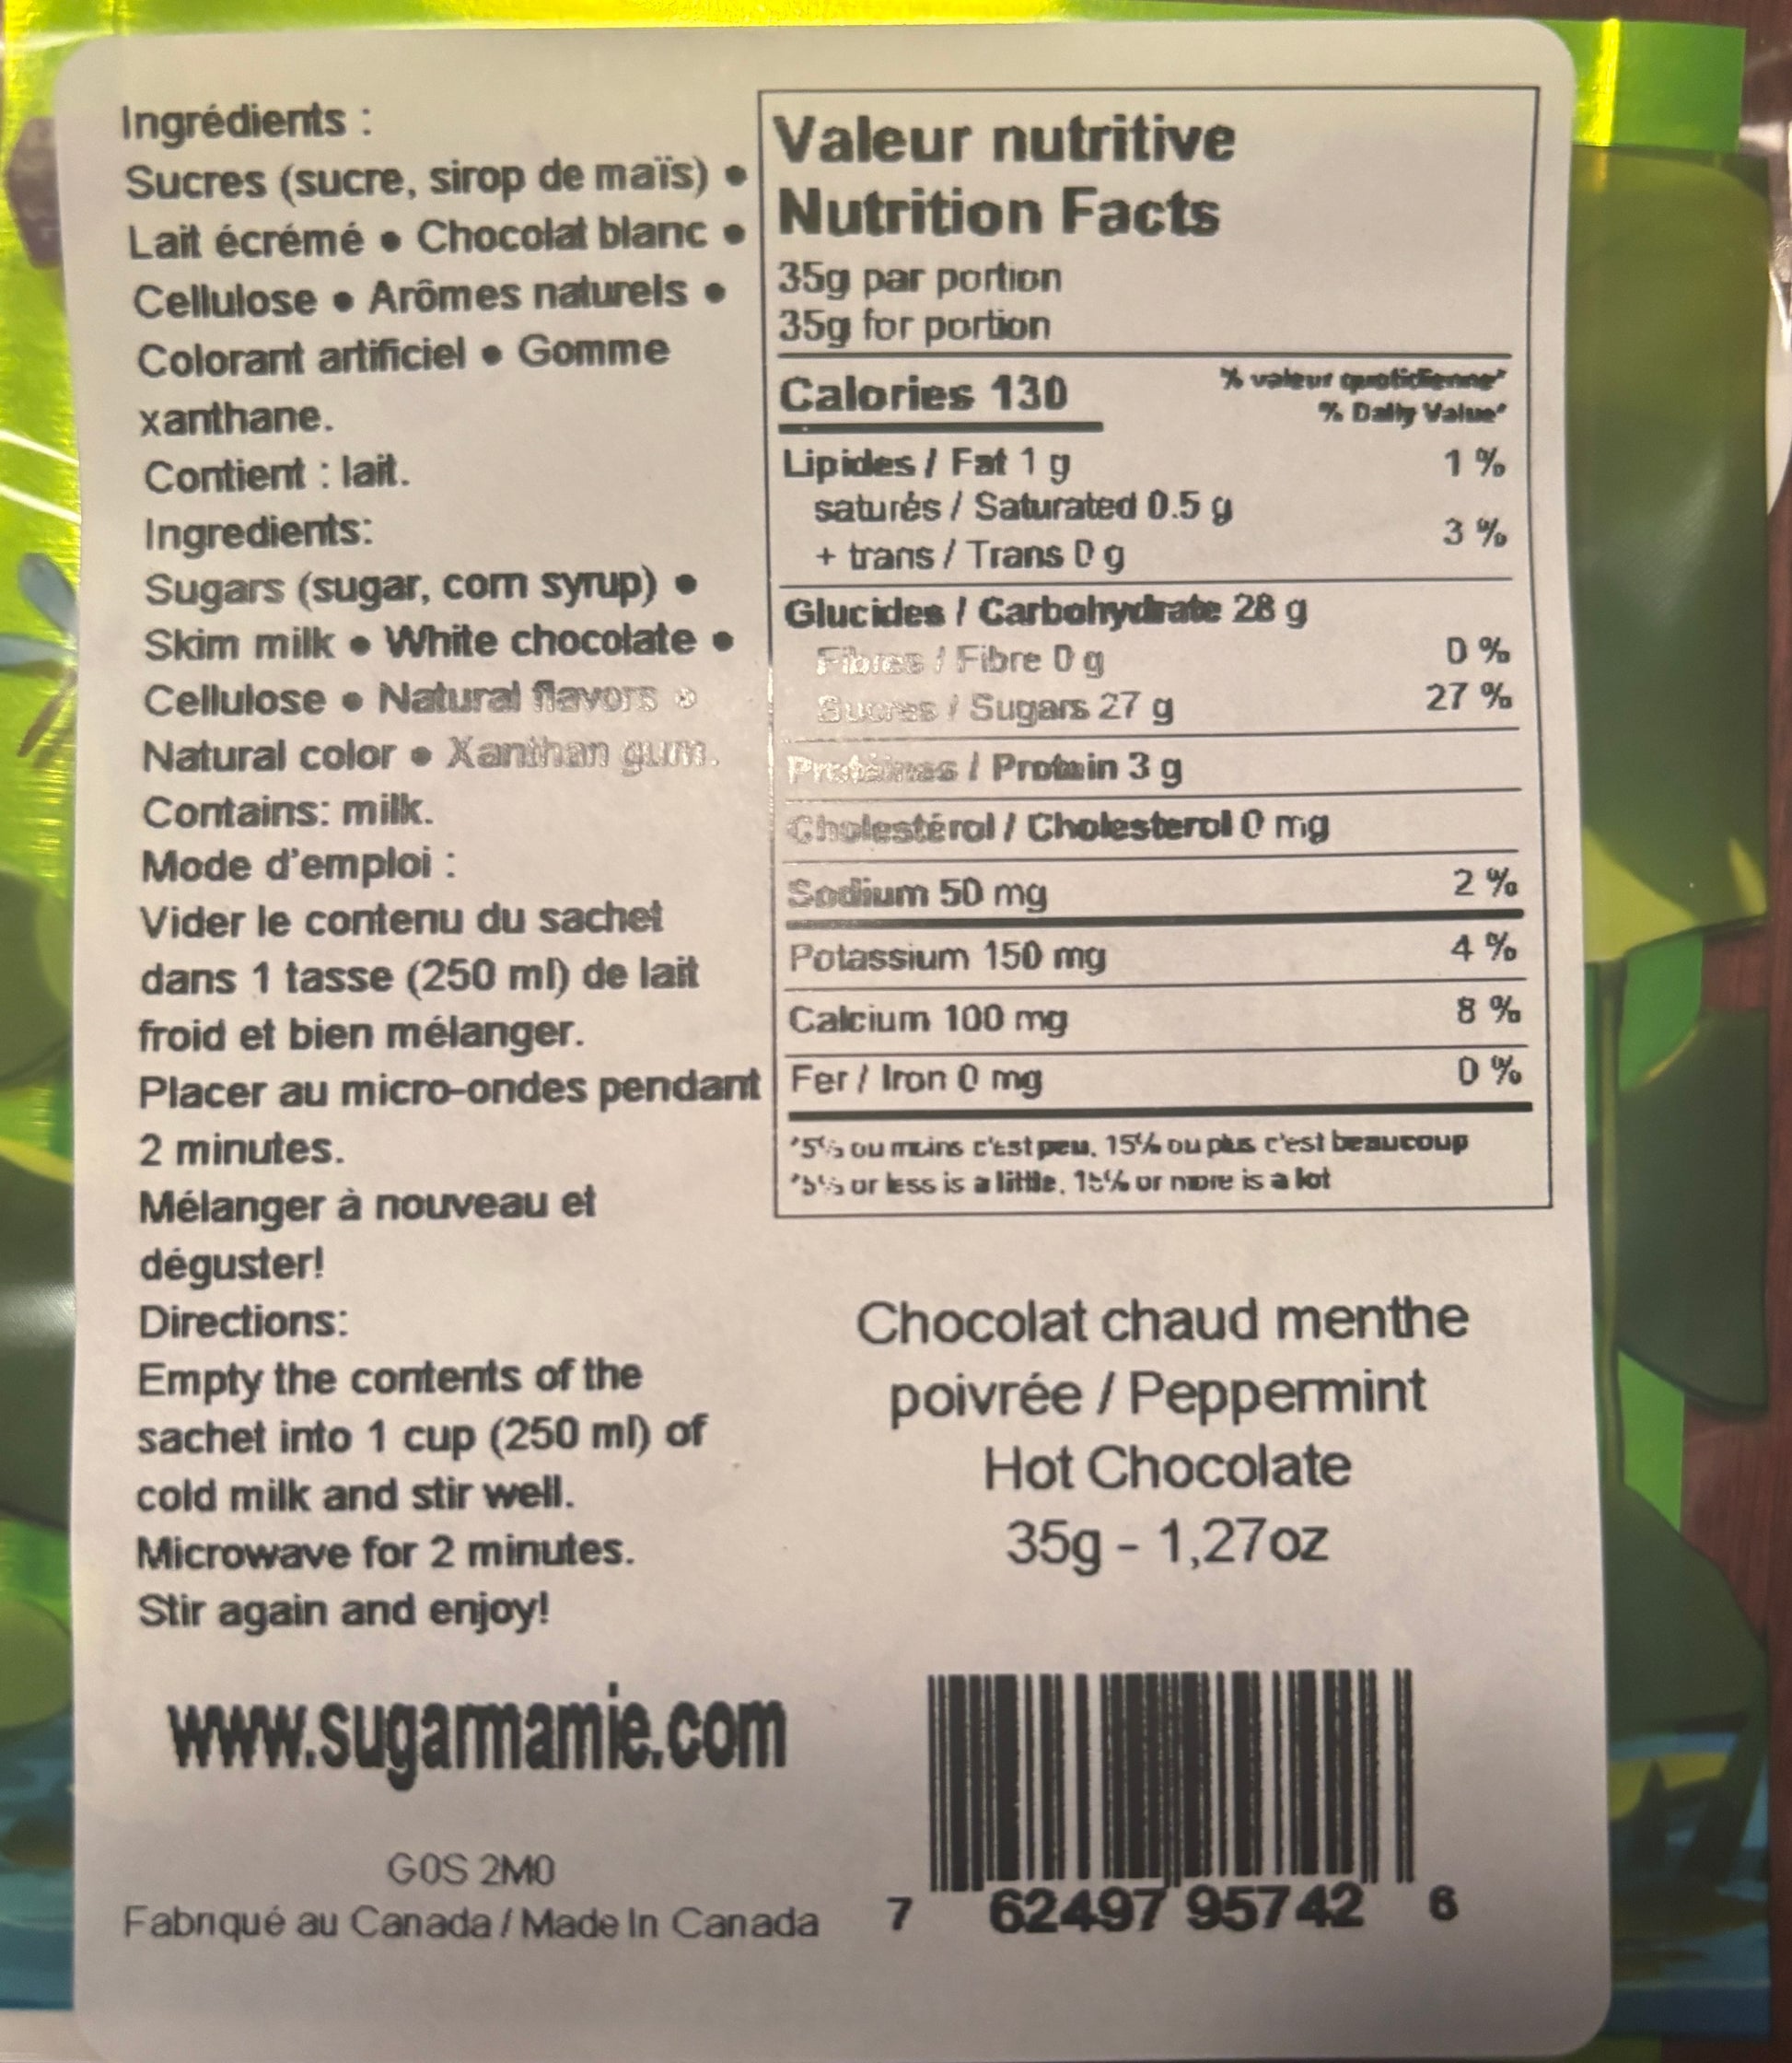 Ingrédients :
Sucres (sucre, sirop de maïs) •
Lait écrémé • Chocolat blanc •
Cellulose • Arômes naturels •
Colorant artificiel • Gomme
xanthane.
Contient : lait.
Ingredients:
Sugars (sugar, corn syrup) •
Skim milk • White chocolate •
Cellulose • Natural flavors •
Natural color • Xanthan gum.
Contains: milk.
Mode d'emploi :
Vider le contenu du sachet
dans 1 tasse (250 ml) de lait
froid et bien mélanger.
Placer au micro-ondes pendant
2 minutes.
Mélanger à nouveau et
déguster!
Directions:
Empty the contents of the
sachet into 1 cup (250 ml) of
cold milk and stir well.
Microwave for 2 minutes.
Stir again and enjoy!
www.sugarmamie.com
G0S 2M0
Fabriqué au Canada / Made In Canada
Valeur nutritive
Nutrition Facts
35g par portion
35g for portion
Calories 130
% valeur quotidienne*
% Daily Value*
Lipides / Fat 1 g 1 %
saturés / Saturated 0.5 g
+ trans / Trans 0 g 3 %
Glucides / Carbohydrate 28 g
Fibres / Fibre 0 g 0 %
Sucres / Sugars 27 g 27 %
Protéines / Protein 3 g
Cholestérol / Cholesterol 0 mg
Sodium 50 mg 2 %
Potassium 150 mg 4 %
Calcium 100 mg 8 %
Fer / Iron 0 mg 0 %
*5% ou moins c'est peu, 15% ou plus c'est beaucoup
*5% or less is a little, 15% or more is a lot
Chocolat chaud menthe
poivrée / Peppermint
Hot Chocolate
35g - 1,27oz
7 62497 95742 6